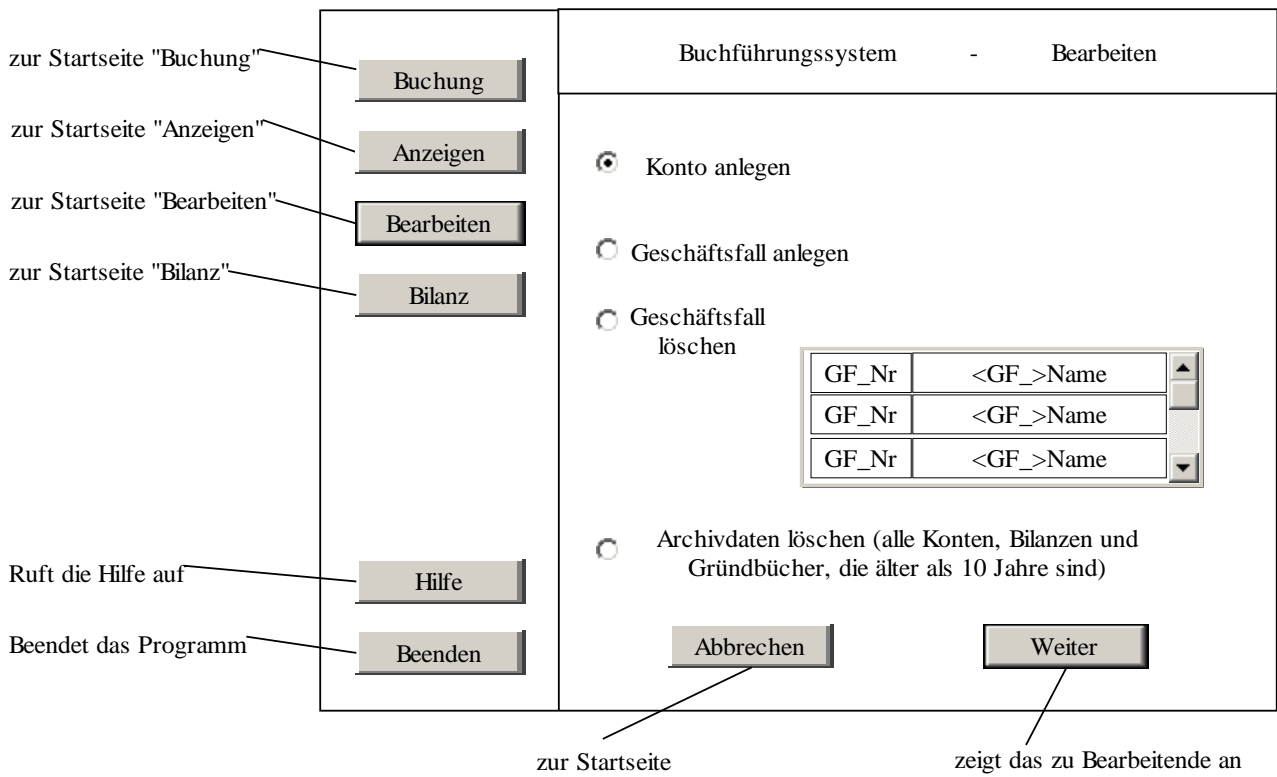 zur Startseite "Buchung"
zur Startseite "Anzeigen"
zur Startseite "Bearbeiten"
zur Startseite "Bilanz"
Ruft die Hilfe auf
Beendet das Programm
Buchung
Anzeigen
Bearbeiten
Bilanz
Hilfe
Beenden
Buchführungssystem - Bearbeiten
Konto anlegen
Geschäftsfall anlegen
Geschäftsfall
löschen
GF_Nr <GF_>Name
GF_Nr <GF_>Name
GF_Nr <GF_>Name
Archivdaten löschen (alle Konten, Bilanzen und
Gründbücher, die älter als 10 Jahre sind)
Abbrechen Weiter
zur Startseite zeigt das zu Bearbeitende an